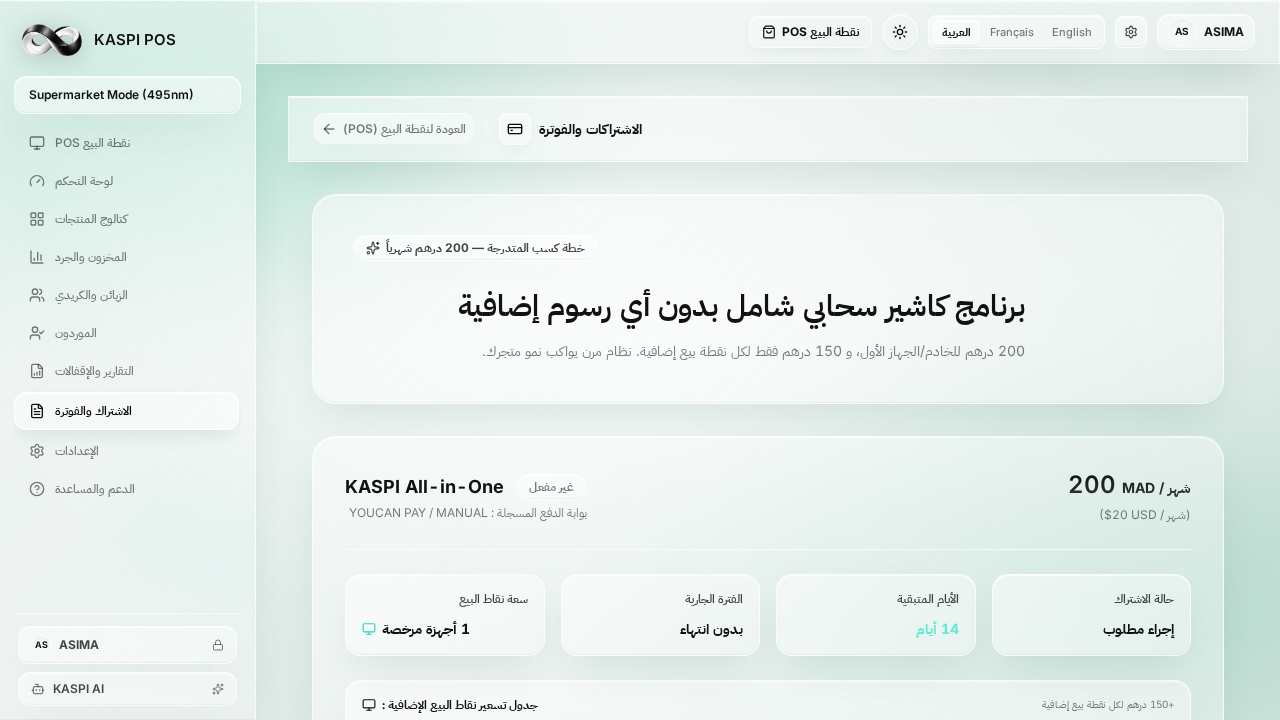 KASPI POS
Supermarket Mode (495nm)
نقطة البيع POS
لوحة التحكم
كتالوج المنتجات
المخزون والجرد
الزبائن والكريدي
الموردون
التقارير والإقفالات
الاشتراك والفوترة
الإعدادات
الدعم والمساعدة
AS ASIMA
KASPI AI
نقطة البيع POS
العربية Français English
AS ASIMA
العودة لنقطة البيع (POS)
الاشتراكات والفوترة
خطة كسب المتدرجة — 200 درهم شهرياً
برنامج كاشير سحابي شامل بدون أي رسوم إضافية
200 درهم للخادم/الجهاز الأول، و 150 درهم فقط لكل نقطة بيع إضافية. نظام مرن يواكب نمو متجرك.
KASPI All-in-One غير مفعل
بوابة الدفع المسجلة : YOUCAN PAY / MANUAL
200 MAD / شهر
($20 USD / شهر)
حالة الاشتراك
إجراء مطلوب
الأيام المتبقية
14 أيام
الفترة الجارية
بدون انتهاء
سعة نقاط البيع
1 أجهزة مرخصة
جدول تسعير نقاط البيع الإضافية :
+150 درهم لكل نقطة بيع إضافية